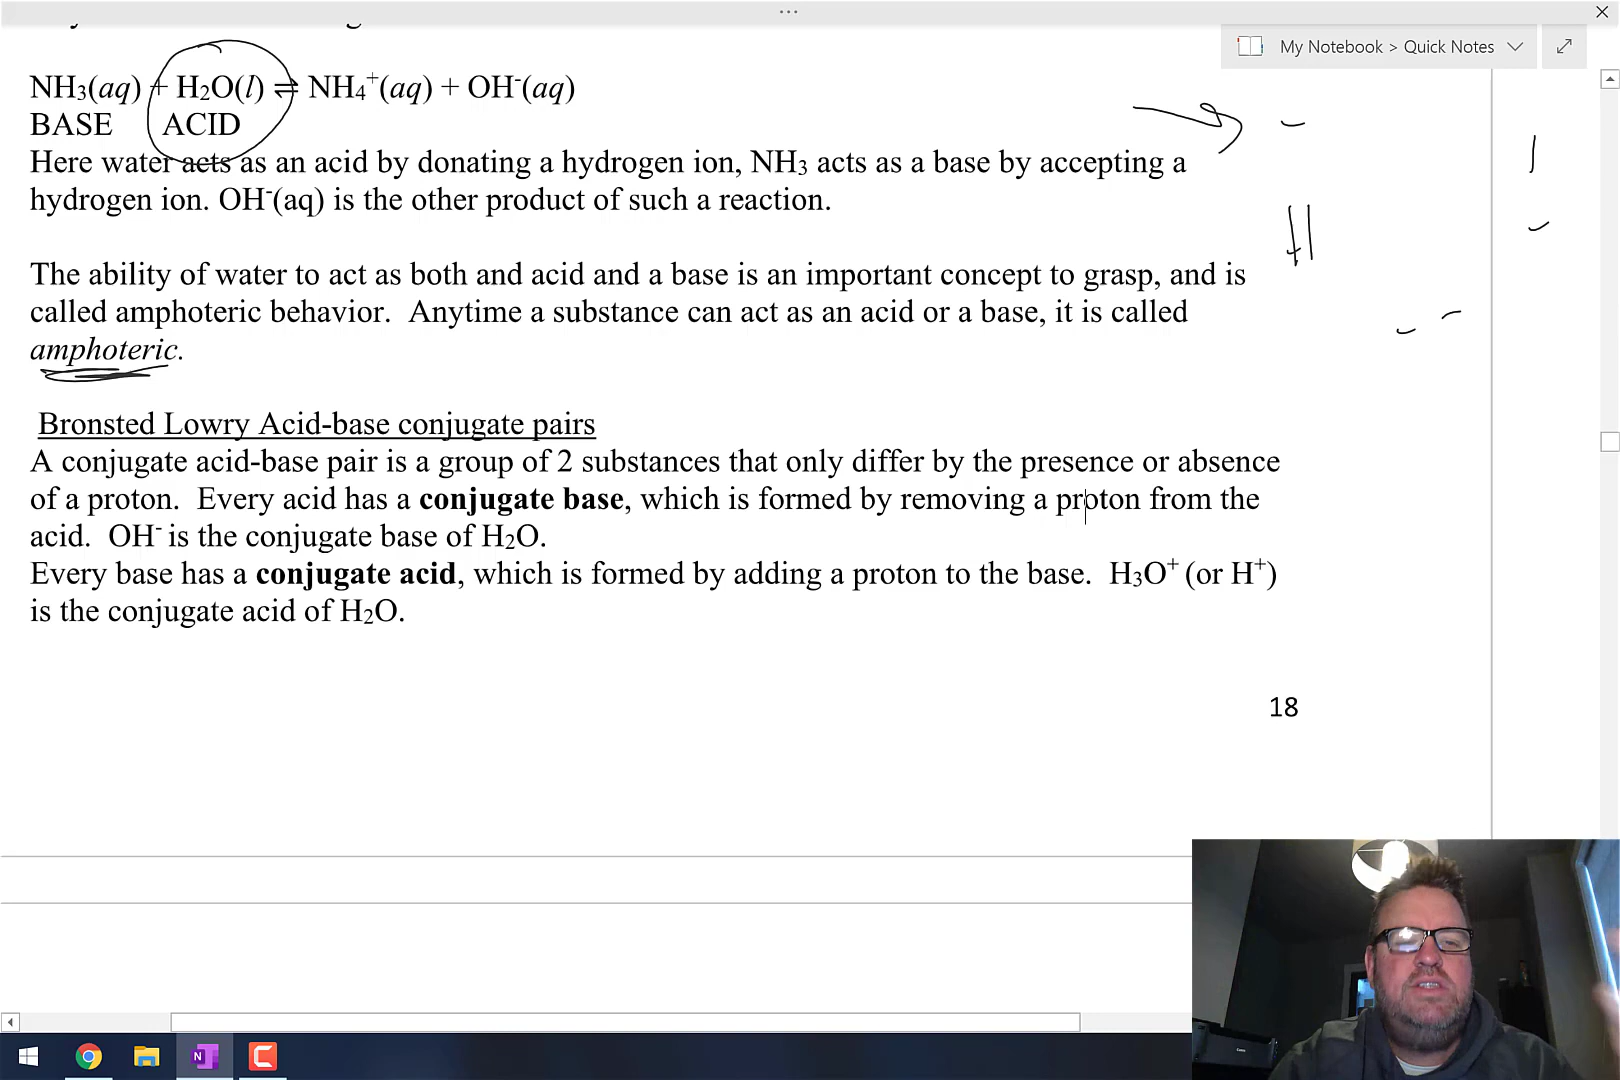 My Notebook > Quick Notes
NH₃(aq) + H₂O(l) ⇌ NH₄⁺(aq) + OH⁻(aq)
BASE ACID
Here water acts as an acid by donating a hydrogen ion, NH₃ acts as a base by accepting a
hydrogen ion. OH⁻(aq) is the other product of such a reaction.
The ability of water to act as both and acid and a base is an important concept to grasp, and is
called amphoteric behavior. Anytime a substance can act as an acid or a base, it is called
amphoteric.
Bronsted Lowry Acid-base conjugate pairs
A conjugate acid-base pair is a group of 2 substances that only differ by the presence or absence
of a proton. Every acid has a conjugate base, which is formed by removing a proton from the
acid. OH⁻ is the conjugate base of H₂O.
Every base has a conjugate acid, which is formed by adding a proton to the base. H₃O⁺ (or H⁺)
is the conjugate acid of H₂O.
18